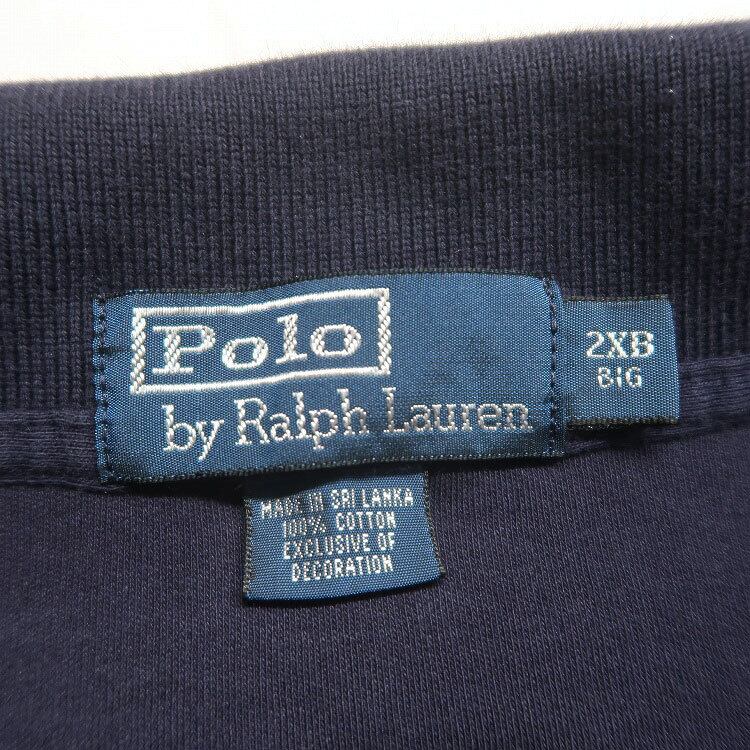 Polo
by Ralph Lauren
2XB
BIG
MADE IN SRI LANKA
100% COTTON
EXCLUSIVE OF
DECORATION